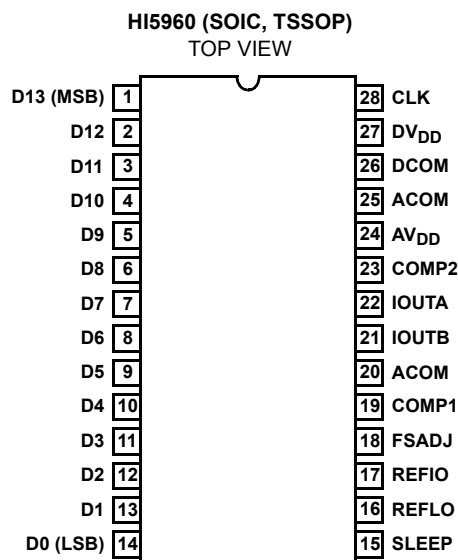 HI5960 (SOIC, TSSOP)
TOP VIEW
D13 (MSB) 1 28 CLK
D12 2 27 DVDD
D11 3 26 DCOM
D10 4 25 ACOM
D9 5 24 AVDD
D8 6 23 COMP2
D7 7 22 IOUTA
D6 8 21 IOUTB
D5 9 20 ACOM
D4 10 19 COMP1
D3 11 18 FSADJ
D2 12 17 REFIO
D1 13 16 REFLO
D0 (LSB) 14 15 SLEEP